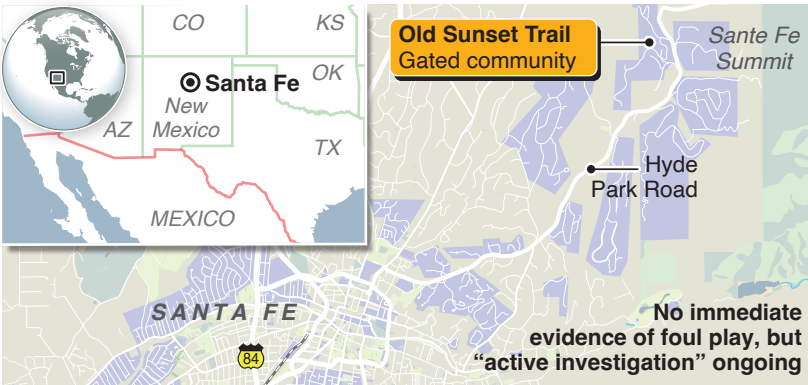 CO
KS
Santa Fe
OK
New
Mexico
AZ
TX
MEXICO
Old Sunset Trail
Gated community
Sante Fe
Summit
Hyde
Park Road
SANTA FE
84
No immediate
evidence of foul play, but
“active investigation” ongoing